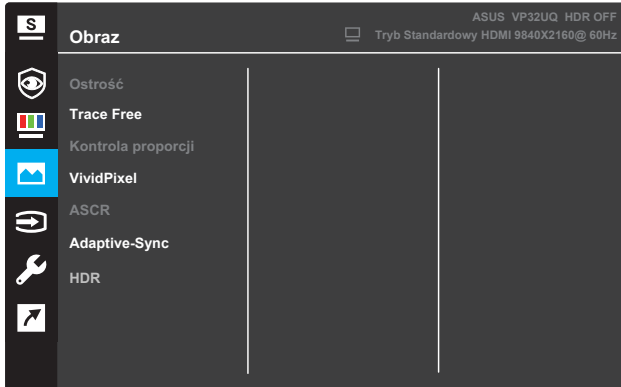 S
ASUS VP32UQ HDR OFF
Obraz
Tryb Standardowy HDMI 9840X2160@ 60Hz
Ostrość
Trace Free
Kontrola proporcji
VividPixel
ASCR
Adaptive-Sync
HDR